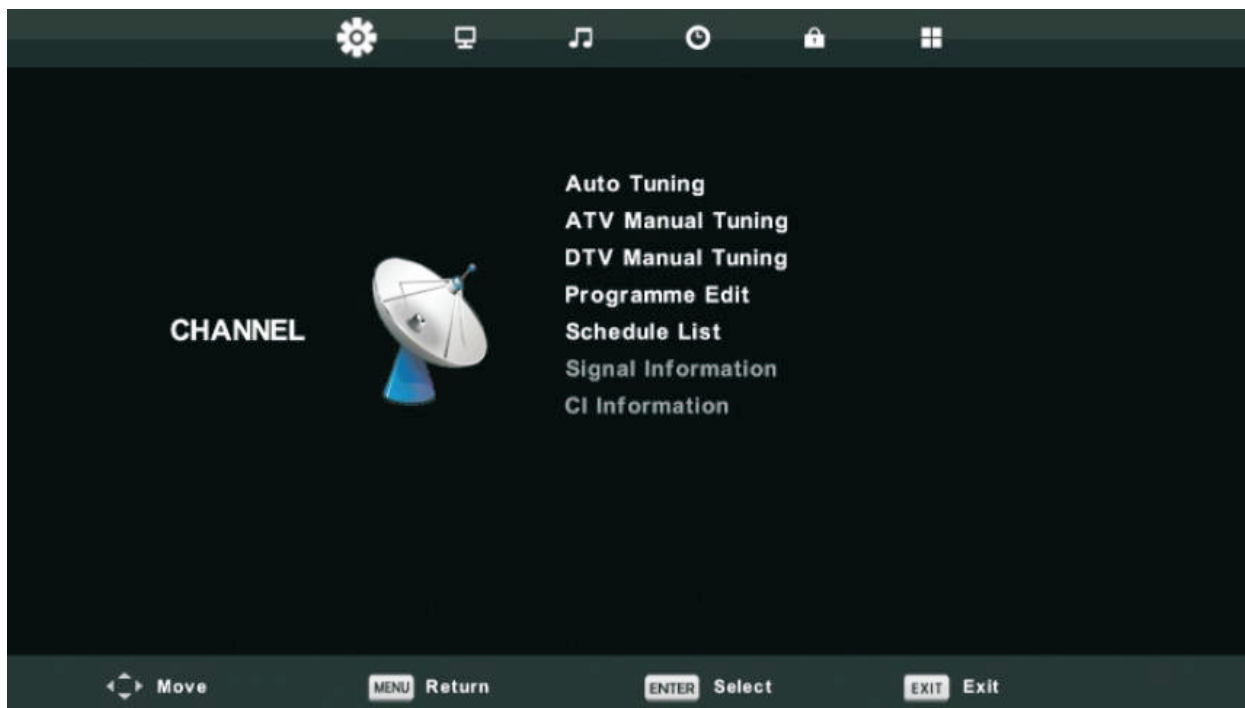 CHANNEL
Auto Tuning
ATV Manual Tuning
DTV Manual Tuning
Programme Edit
Schedule List
Signal Information
CI Information
Move MENU Return ENTER Select EXIT Exit